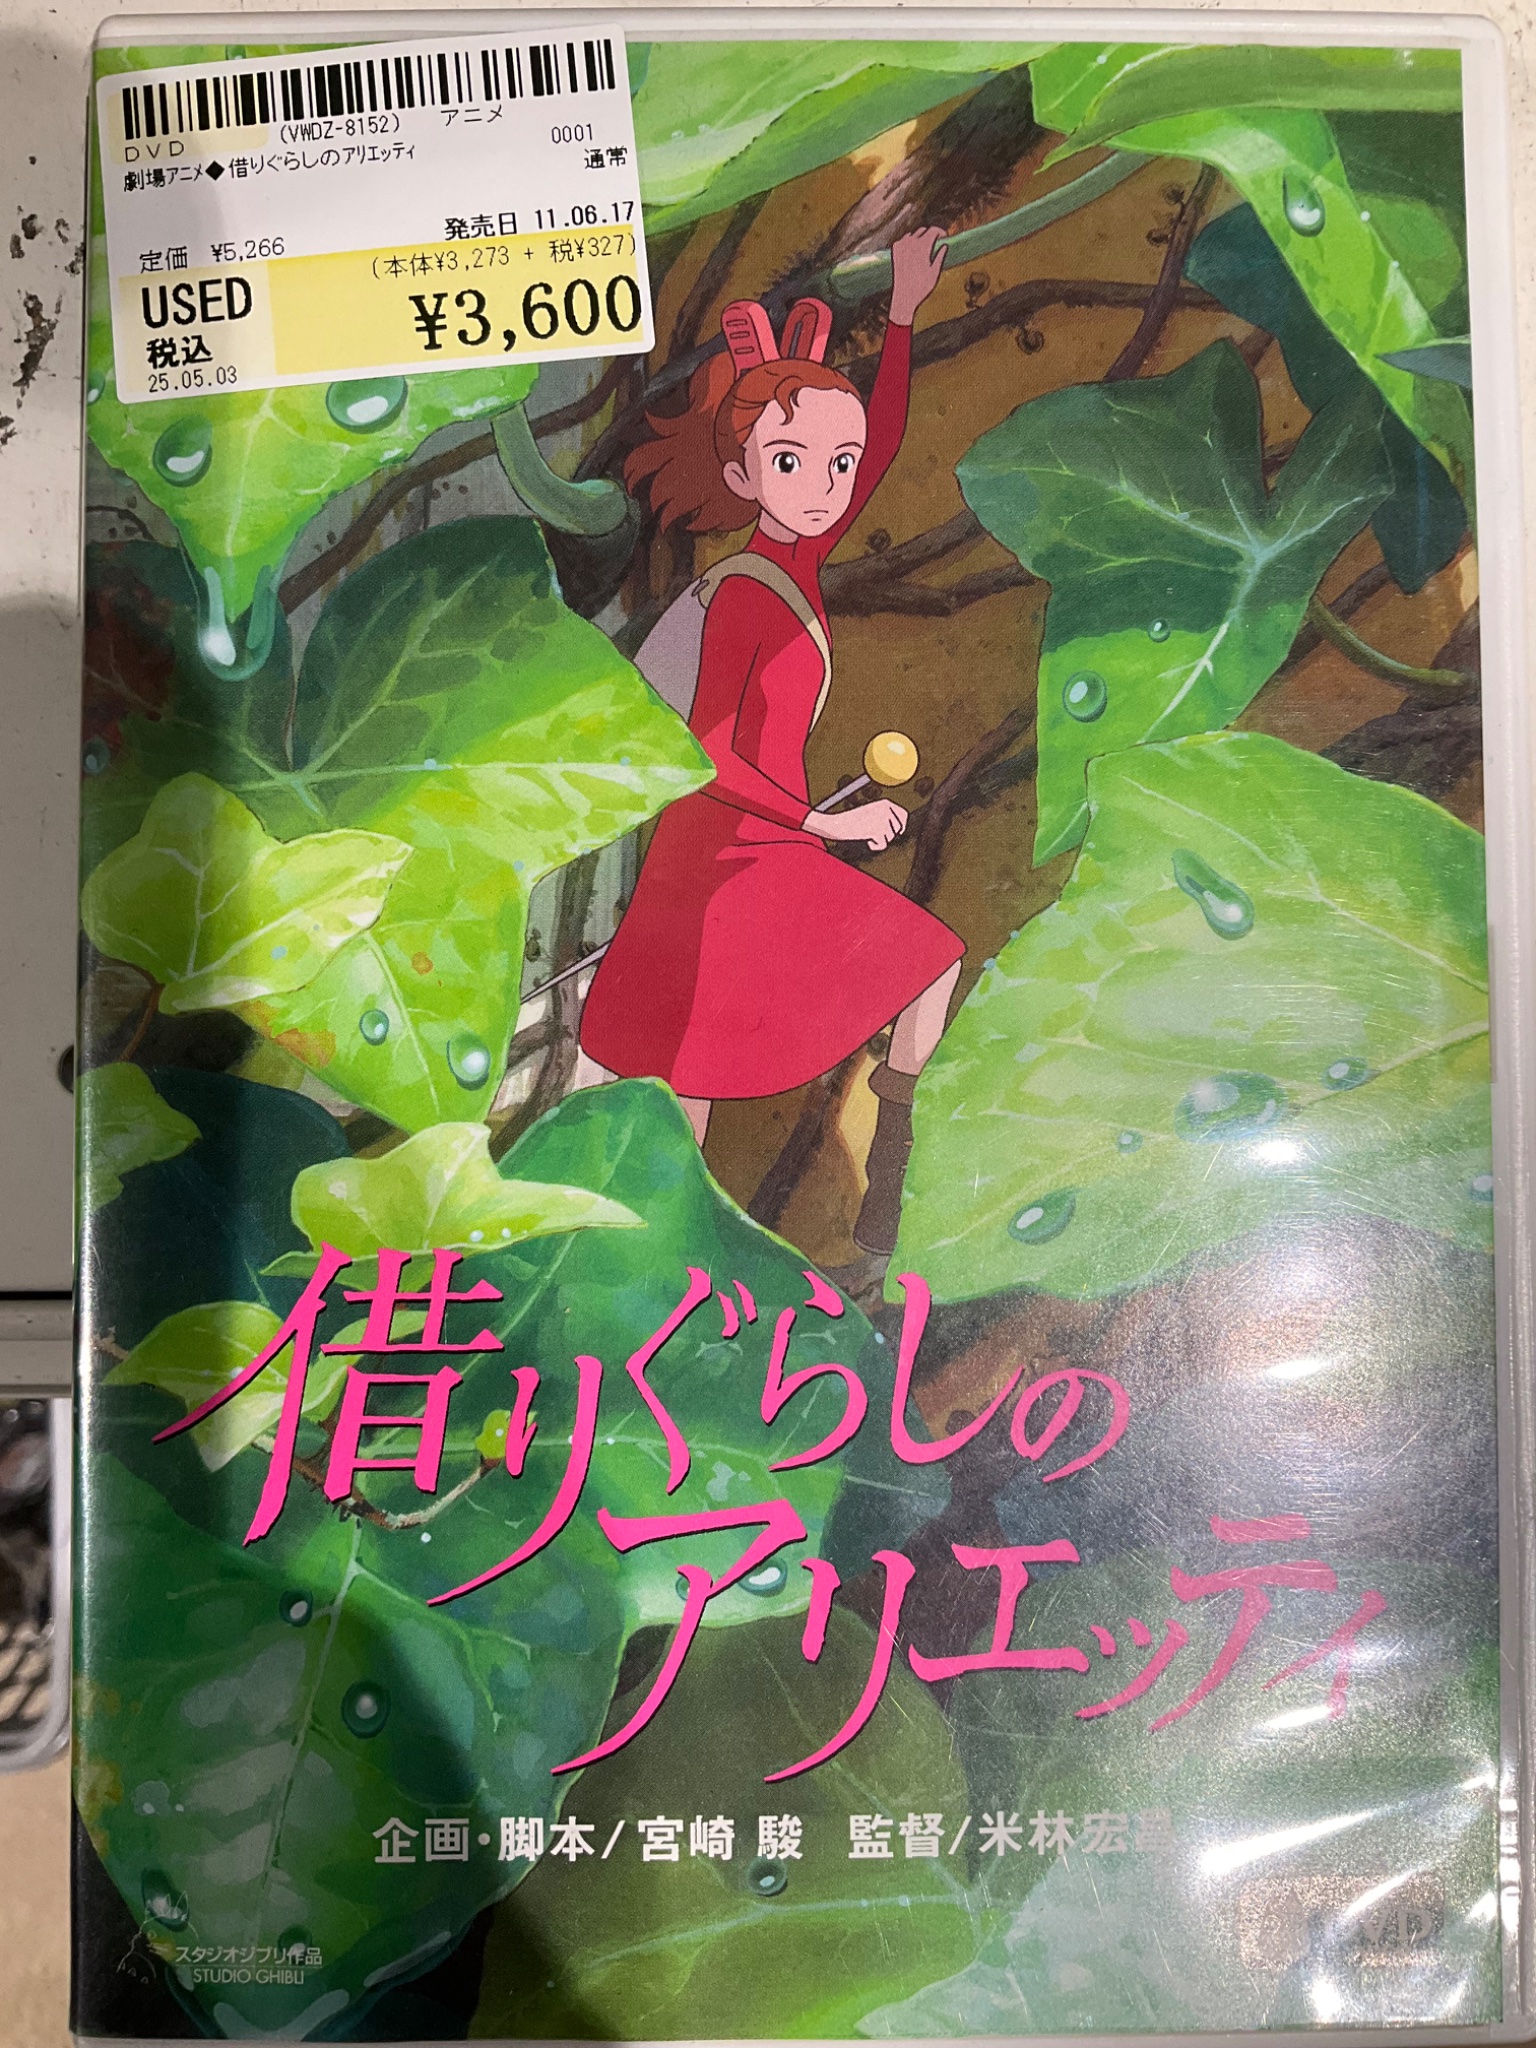 (VWDZ-8152) アニメ
DVD 0001
劇場アニメ◆借りぐらしのアリエッティ 通常
発売日 11.06.17
定価 ¥5,266 (本体¥3,273 + 税¥327)
USED ¥3,600
税込
25.05.03
借りぐらしの
アリエッティ
企画・脚本/宮崎 駿 監督/米林宏
スタジオジブリ作品
STUDIO GHIBLI